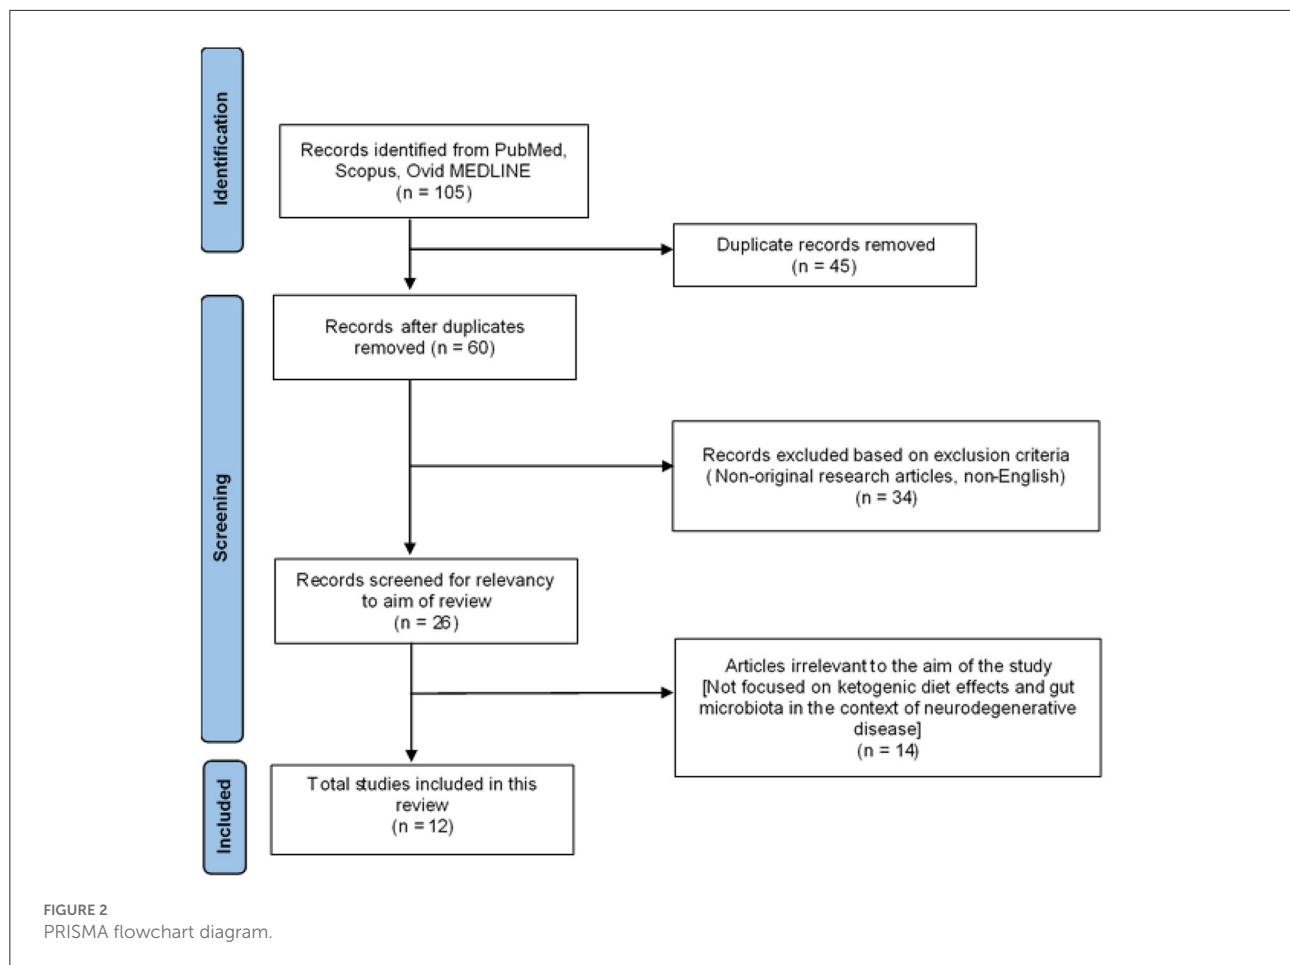 Identification
Records identified from PubMed,
Scopus, Ovid MEDLINE
(n = 105)
Duplicate records removed
(n = 45)
Screening
Records after duplicates
removed (n = 60)
Records excluded based on exclusion criteria
( Non-original research articles, non-English)
(n = 34)
Records screened for relevancy
to aim of review
(n = 26)
Articles irrelevant to the aim of the study
[Not focused on ketogenic diet effects and gut
microbiota in the context of neurodegenerative
disease]
(n = 14)
Included
Total studies included in this
review
(n = 12)
FIGURE 2
PRISMA flowchart diagram.